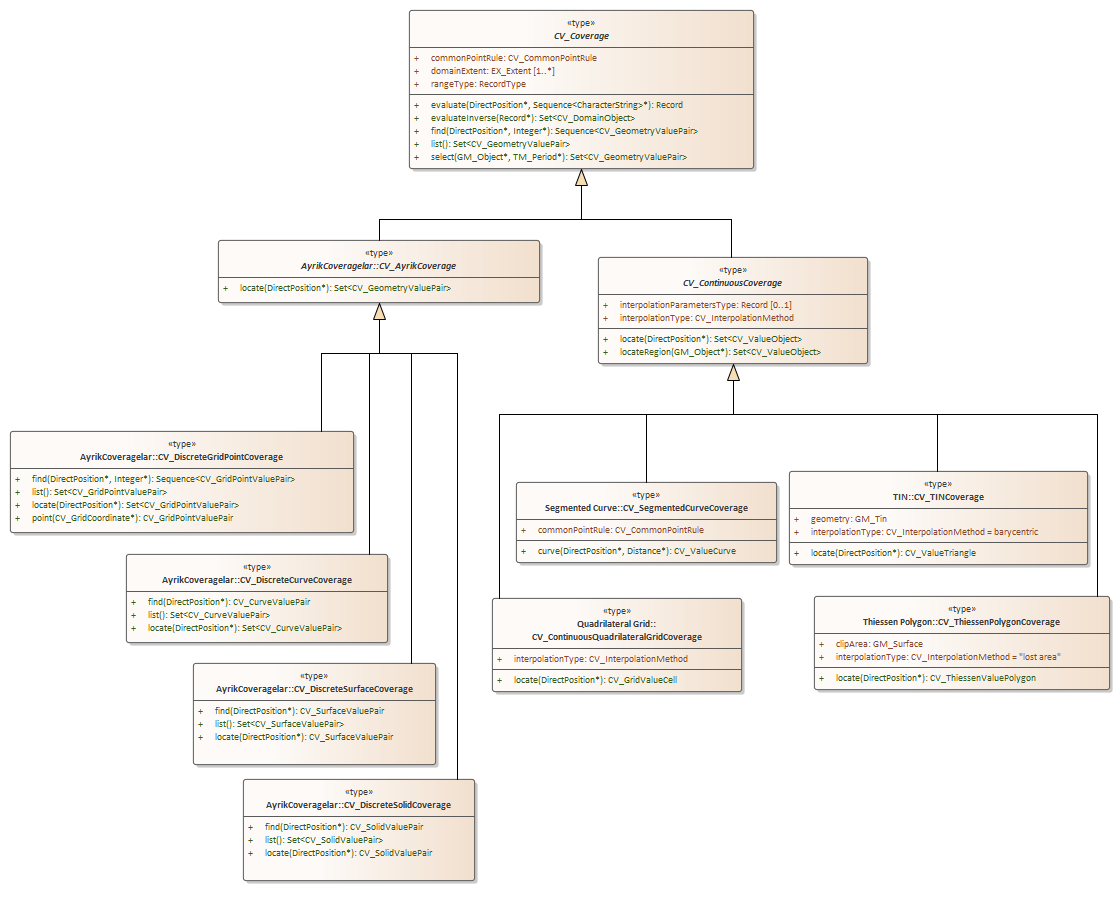 «type»
CV_Coverage
+ commonPointRule: CV_CommonPointRule
+ domainExtent: EX_Extent [1..*]
+ rangeType: RecordType
+ evaluate(DirectPosition*, Sequence<CharacterString>*): Record
+ evaluateInverse(Record*): Set<CV_DomainObject>
+ find(DirectPosition*, Integer*): Sequence<CV_GeometryValuePair>
+ list(): Set<CV_GeometryValuePair>
+ select(GM_Object*, TM_Period*): Set<CV_GeometryValuePair>
«type»
AyrikCoveragelar::CV_AyrikCoverage
+ locate(DirectPosition*): Set<CV_GeometryValuePair>
«type»
CV_ContinuousCoverage
+ interpolationParametersType: Record [0..1]
+ interpolationType: CV_InterpolationMethod
+ locate(DirectPosition*): Set<CV_ValueObject>
+ locateRegion(GM_Object*): Set<CV_ValueObject>
«type»
AyrikCoveragelar::CV_DiscreteGridPointCoverage
+ find(DirectPosition*, Integer*): Sequence<CV_GridPointValuePair>
+ list(): Set<CV_GridPointValuePair>
+ locate(DirectPosition*): Set<CV_GridPointValuePair>
+ point(CV_GridCoordinate*): CV_GridPointValuePair
«type»
Segmented Curve::CV_SegmentedCurveCoverage
+ commonPointRule: CV_CommonPointRule
+ curve(DirectPosition*, Distance*): CV_ValueCurve
«type»
TIN::CV_TINCoverage
+ geometry: GM_Tin
+ interpolationType: CV_InterpolationMethod = barycentric
+ locate(DirectPosition*): CV_ValueTriangle
«type»
AyrikCoveragelar::CV_DiscreteCurveCoverage
+ find(DirectPosition*): CV_CurveValuePair
+ list(): Set<CV_CurveValuePair>
+ locate(DirectPosition*): Set<CV_CurveValuePair>
«type»
Quadrilateral Grid::
CV_ContinuousQuadrilateralGridCoverage
+ interpolationType: CV_InterpolationMethod
+ locate(DirectPosition*): CV_GridValueCell
«type»
Thiessen Polygon::CV_ThiessenPolygonCoverage
+ clipArea: GM_Surface
+ interpolationType: CV_InterpolationMethod = "lost area"
+ locate(DirectPosition*): CV_ThiessenValuePolygon
«type»
AyrikCoveragelar::CV_DiscreteSurfaceCoverage
+ find(DirectPosition*): CV_SurfaceValuePair
+ list(): Set<CV_SurfaceValuePair>
+ locate(DirectPosition*): CV_SurfaceValuePair
«type»
AyrikCoveragelar::CV_DiscreteSolidCoverage
+ find(DirectPosition*): CV_SolidValuePair
+ list(): Set<CV_SolidValuePair>
+ locate(DirectPosition*): CV_SolidValuePair